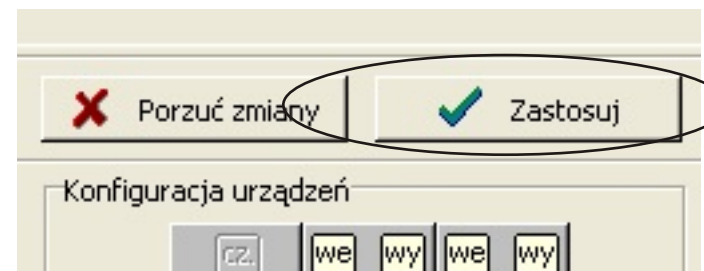 Porzuć zmiany Zastosuj
Konfiguracja urządzeń
cz. we wy we wy